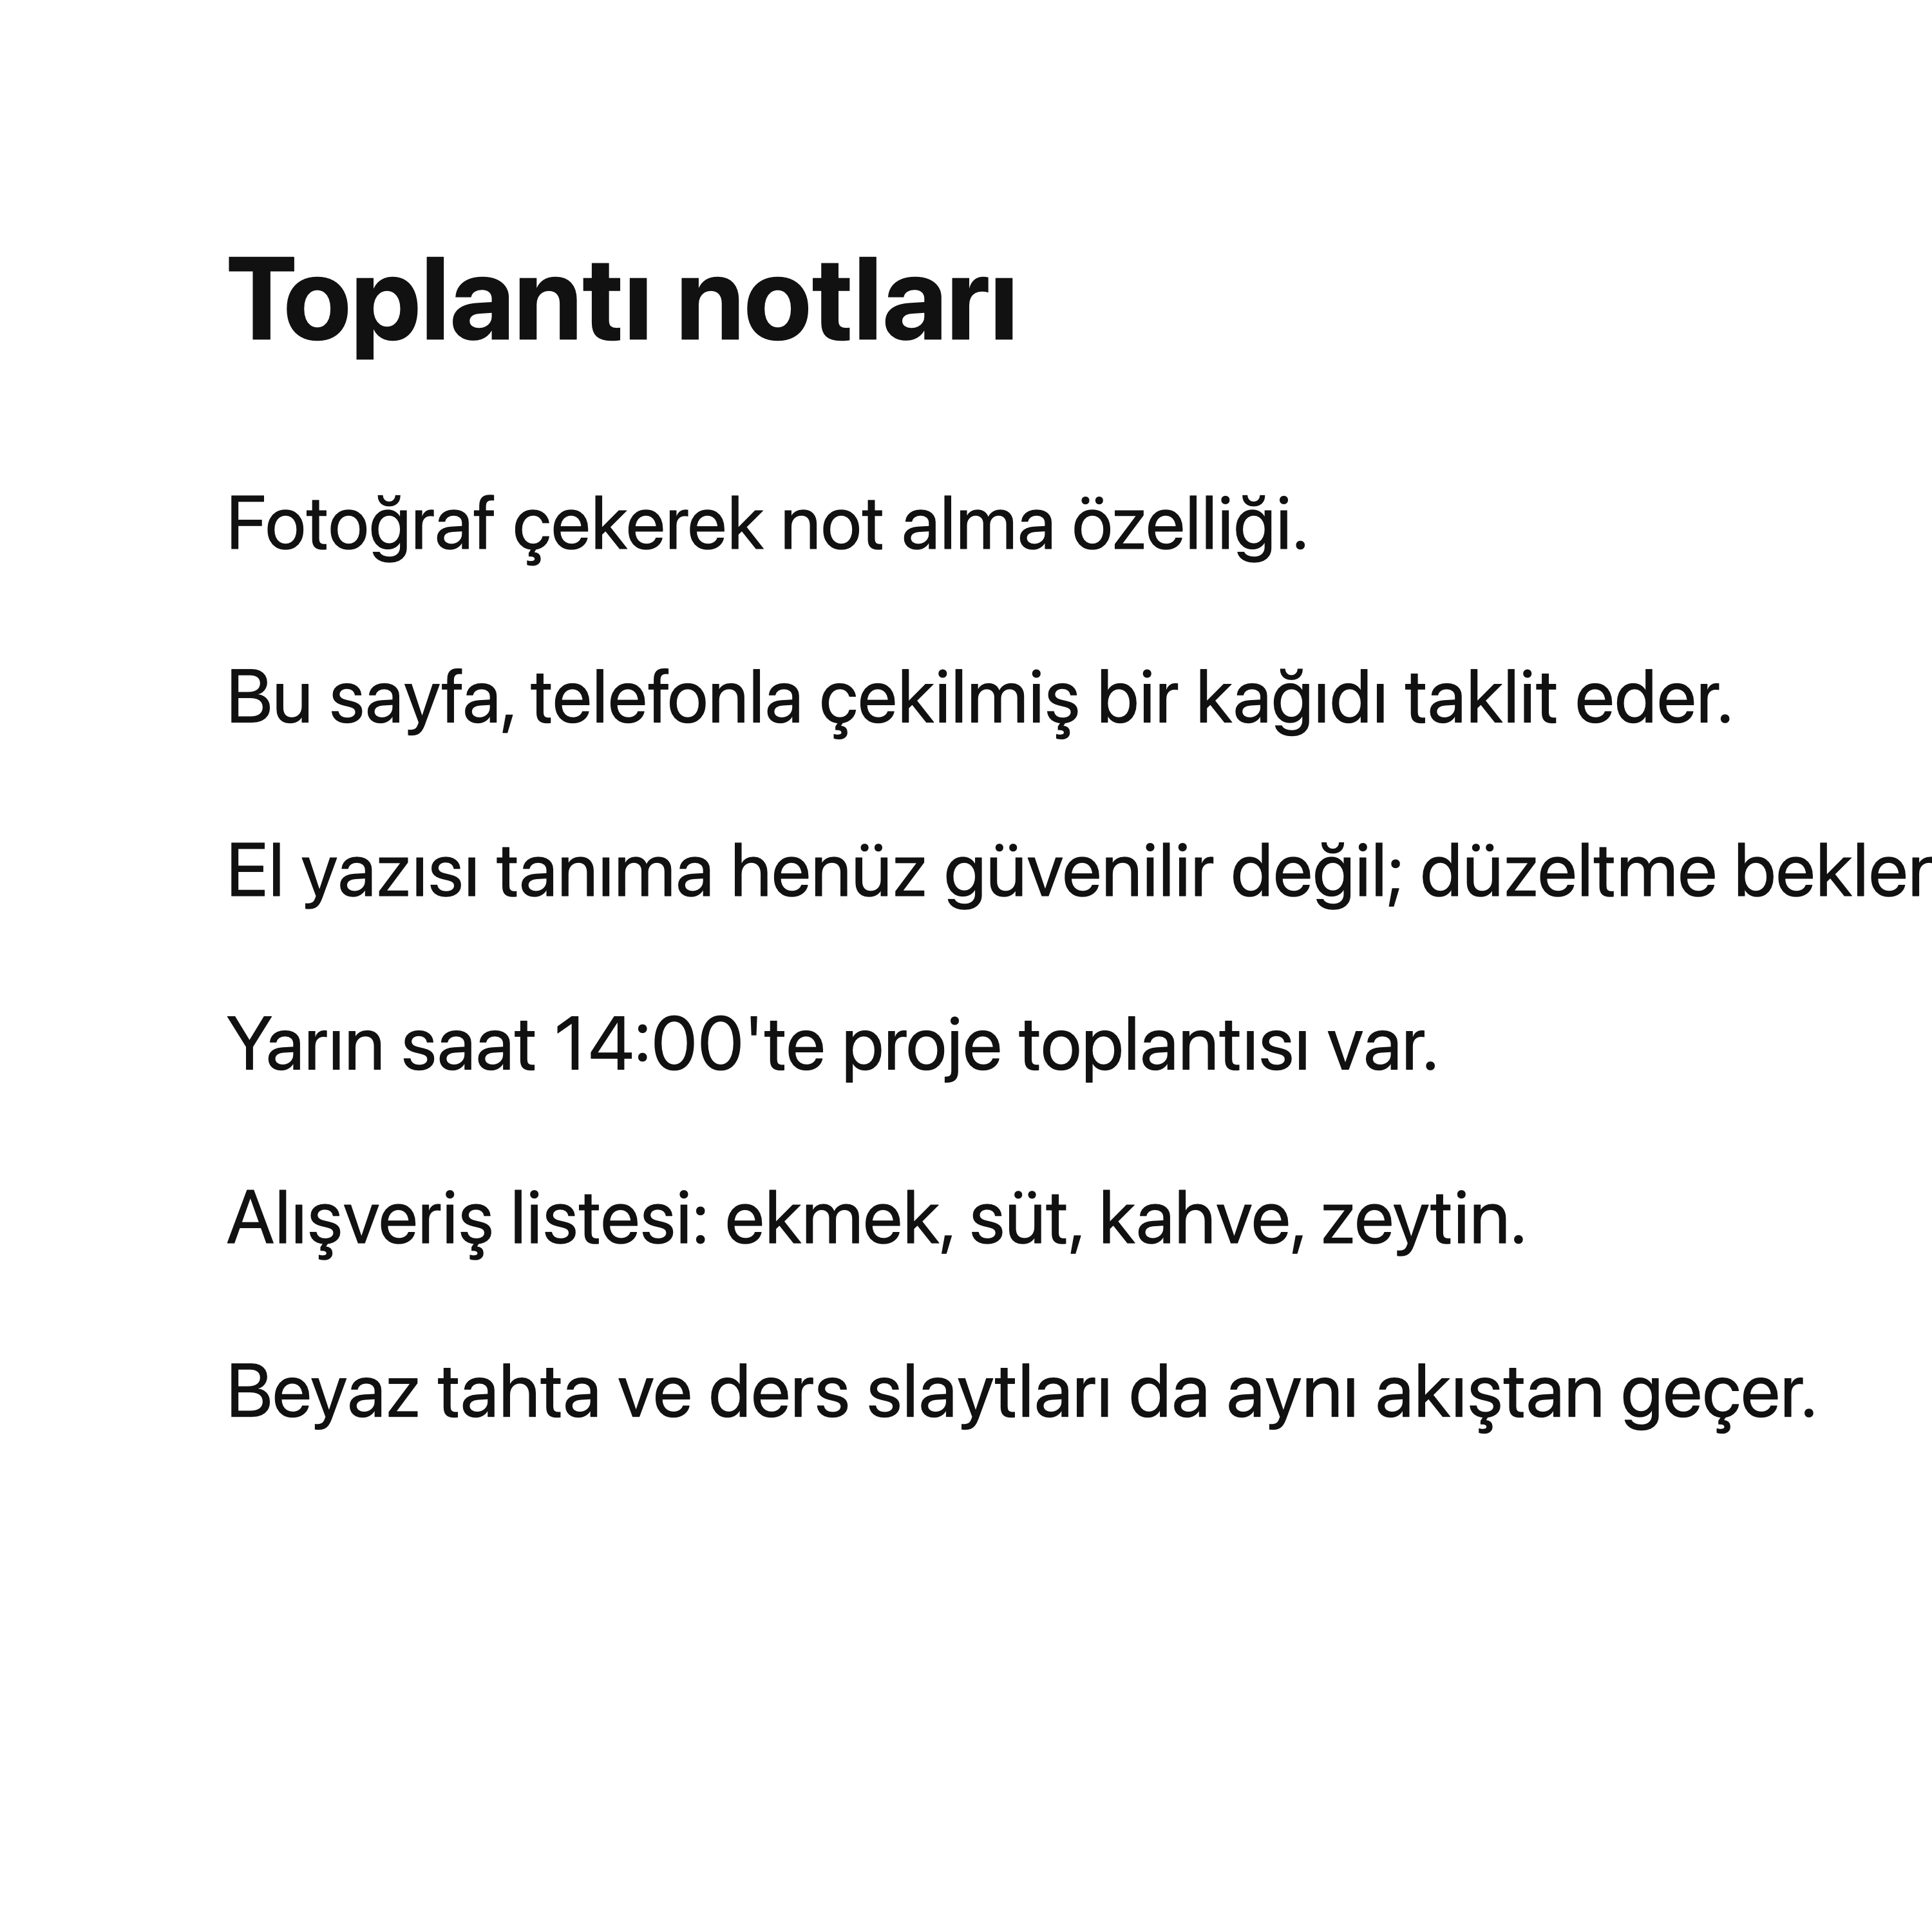 Toplantı notları
Fotoğraf çekerek not alma özelliği.
Bu sayfa, telefonla çekilmiş bir kağıdı taklit eder.
El yazısı tanıma henüz güvenilir değil; düzeltme
Yarın saat 14:00'te proje toplantısı var.
Alışveriş listesi: ekmek, süt, kahve, zeytin.
Beyaz tahta ve ders slaytları da aynı akıştan geçer.